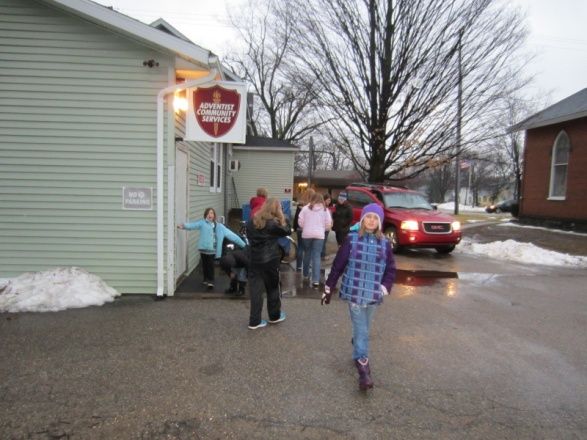 ADVENTIST
COMMUNITY
SERVICES
NO
PARKING
GMC